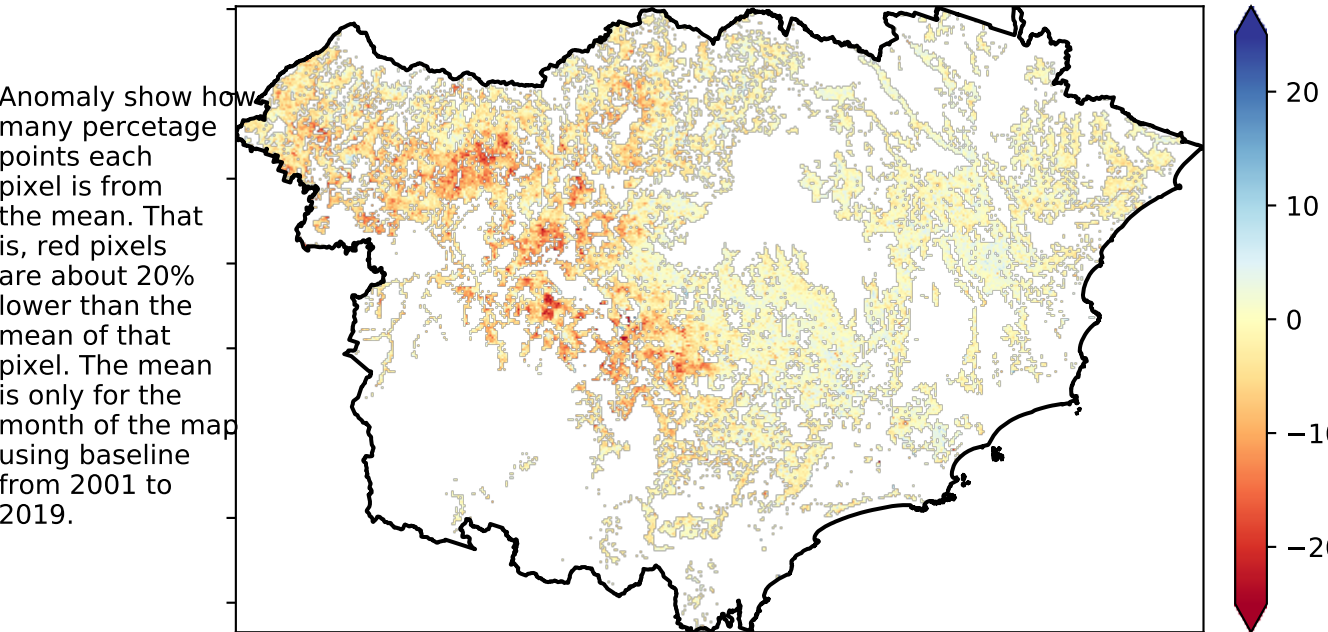 Anomaly show how
many percetage
points each
pixel is from
the mean. That
is, red pixels
are about 20%
lower than the
mean of that
pixel. The mean
is only for the
month of the map
using baseline
from 2001 to
2019.
20
10
0
−10
−20